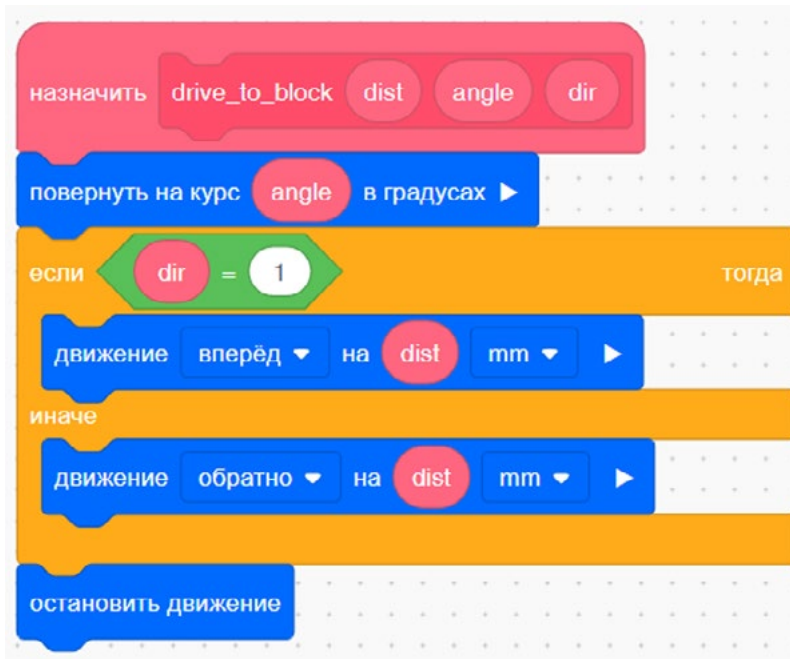 назначить drive_to_block dist angle dir
повернуть на курс angle в градусах
если dir = 1 тогда
движение вперёд на dist mm
иначе
движение обратно на dist mm
остановить движение